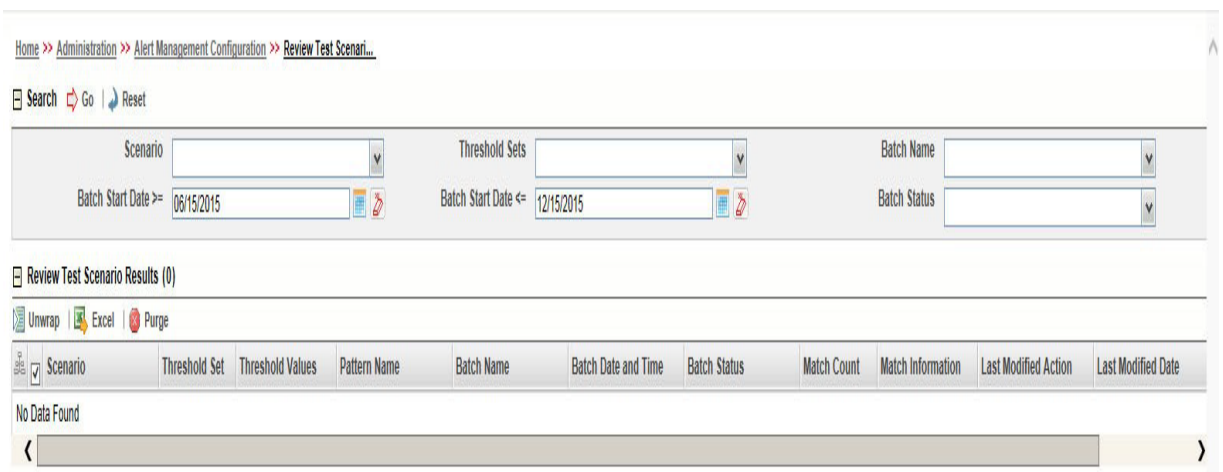 Home >> Administration >> Alert Management Configuration >> Review Test Scenari...
Search Go | Reset
Scenario Threshold Sets Batch Name
Batch Start Date >= 06/15/2015 Batch Start Date <= 12/15/2015 Batch Status
Review Test Scenario Results (0)
Unwrap | Excel | Purge
Scenario Threshold Set Threshold Values Pattern Name Batch Name Batch Date and Time Batch Status Match Count Match Information Last Modified Action Last Modified Date
No Data Found